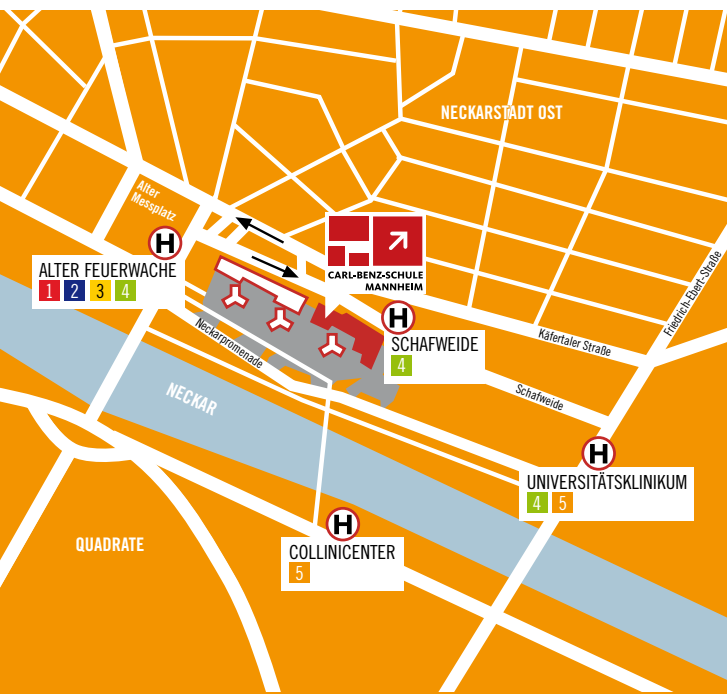 NECKARSTADT OST
Alter
Messplatz
H
ALTER FEUERWACHE
1 2 3 4
CARL-BENZ-SCHULE
MANNHEIM
Friedrich-Ebert-Straße
H
SCHAFWEIDE
4
Käfertaler Straße
Neckarpromenade
Schafweide
NECKAR
H
UNIVERSITÄTSKLINIKUM
4 5
QUADRATE
H
COLLINICENTER
5